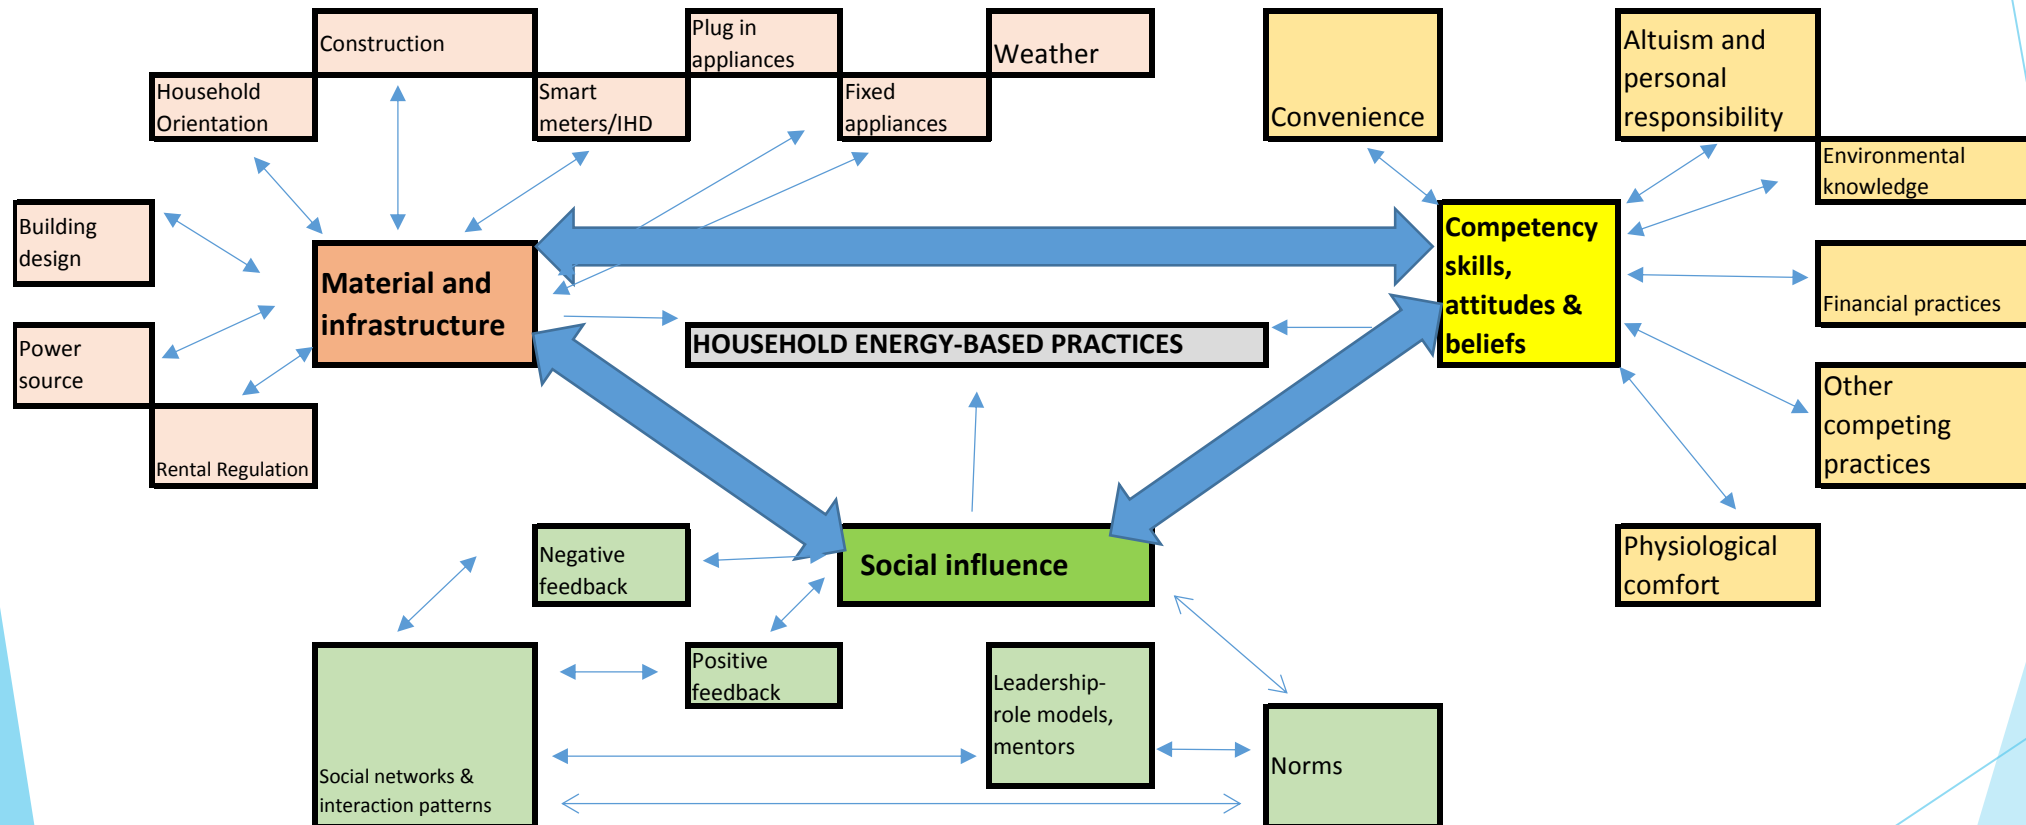 Construction
Plug in
appliances
Weather
Household
Orientation
Smart
meters/IHD
Fixed
appliances
Convenience
Altuism and
personal
responsibility
Environmental
knowledge
Building
design
Material and
infrastructure
Competency
skills,
attitudes &
beliefs
Financial practices
Power
source
HOUSEHOLD ENERGY-BASED PRACTICES
Other
competing
practices
Rental Regulation
Negative
feedback
Social influence
Physiological
comfort
Positive
feedback
Leadership-
role models,
mentors
Norms
Social networks &
interaction patterns